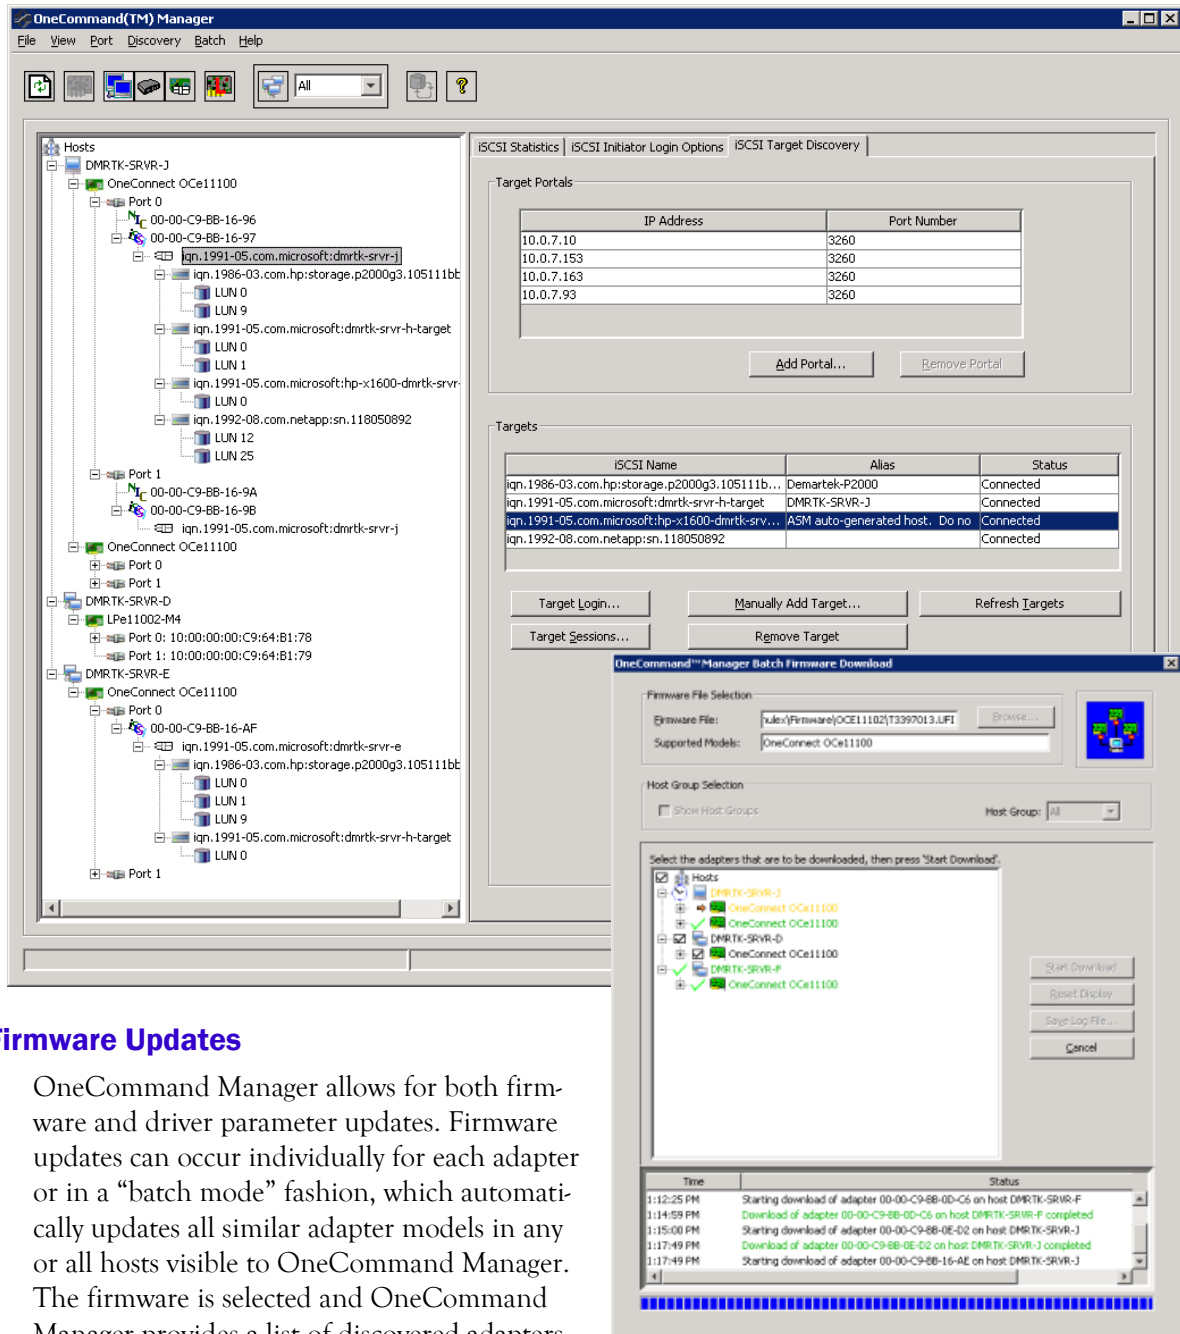 OneCommand(TM) Manager
File View Port Discovery Batch Help
All
Hosts
DMRTK-SRVR-J
OneConnect OCe11100
Port 0
NIC 00-00-C9-BB-16-96
00-00-C9-BB-16-97
iqn.1991-05.com.microsoft:dmrtk-srvr-j
iqn.1986-03.com.hp:storage.p2000g3.105111bb
LUN 0
LUN 9
iqn.1991-05.com.microsoft:dmrtk-srvr-h-target
LUN 0
LUN 1
iqn.1991-05.com.microsoft:hp-x1600-dmrtk-srvr-
LUN 0
iqn.1992-08.com.netapp:sn.118050892
LUN 12
LUN 25
Port 1
NIC 00-00-C9-BB-16-9A
00-00-C9-BB-16-9B
iqn.1991-05.com.microsoft:dmrtk-srvr-j
OneConnect OCe11100
Port 0
Port 1
DMRTK-SRVR-D
LPe11002-M4
Port 0: 10:00:00:00:C9:64:B1:78
Port 1: 10:00:00:00:C9:64:B1:79
DMRTK-SRVR-E
OneConnect OCe11100
Port 0
00-00-C9-BB-16-AF
iqn.1991-05.com.microsoft:dmrtk-srvr-e
iqn.1986-03.com.hp:storage.p2000g3.105111bb
LUN 0
LUN 1
LUN 9
iqn.1991-05.com.microsoft:dmrtk-srvr-h-target
LUN 0
Port 1
iSCSI Statistics iSCSI Initiator Login Options iSCSI Target Discovery
Target Portals
IP Address Port Number
10.0.7.10 3260
10.0.7.153 3260
10.0.7.163 3260
10.0.7.93 3260
Add Portal... Remove Portal
Targets
iSCSI Name Alias Status
iqn.1986-03.com.hp:storage.p2000g3.105111b... Demartek-P2000 Connected
iqn.1991-05.com.microsoft:dmrtk-srvr-h-target DMRTK-SRVR-J Connected
iqn.1991-05.com.microsoft:hp-x1600-dmrtk-srv... ASM auto-generated host. Do no Connected
iqn.1992-08.com.netapp:sn.118050892 Connected
Target Login... Manually Add Target... Refresh Targets
Target Sessions... Remove Target
OneCommand™ Manager Batch Firmware Download
Firmware File Selection
Firmware File: nulex\Firmware\OCE11102\T3397013.UFI Browse...
Supported Models: OneConnect OCe11100
Host Group Selection
Show Host Groups Host Group: All
Select the adapters that are to be downloaded, then press 'Start Download'.
Hosts
DMRTK-SRVR-J
OneConnect OCe11100
OneConnect OCe11100
DMRTK-SRVR-D
OneConnect OCe11100
DMRTK-SRVR-F
OneConnect OCe11100
Start Download
Reset Display
Save Log File...
Cancel
Time Status
1:12:25 PM Starting download of adapter 00-00-C9-BB-0D-C6 on host DMRTK-SRVR-F
1:14:59 PM Download of adapter 00-00-C9-BB-0D-C6 on host DMRTK-SRVR-F completed
1:15:00 PM Starting download of adapter 00-00-C9-BB-0E-D2 on host DMRTK-SRVR-J
1:17:49 PM Download of adapter 00-00-C9-BB-0E-D2 on host DMRTK-SRVR-J completed
1:17:49 PM Starting download of adapter 00-00-C9-BB-16-AE on host DMRTK-SRVR-J
Firmware Updates
OneCommand Manager allows for both firm-
ware and driver parameter updates. Firmware
updates can occur individually for each adapter
or in a “batch mode” fashion, which automati-
cally updates all similar adapter models in any
or all hosts visible to OneCommand Manager.
The firmware is selected and OneCommand
Manager provides a list of discovered adapters